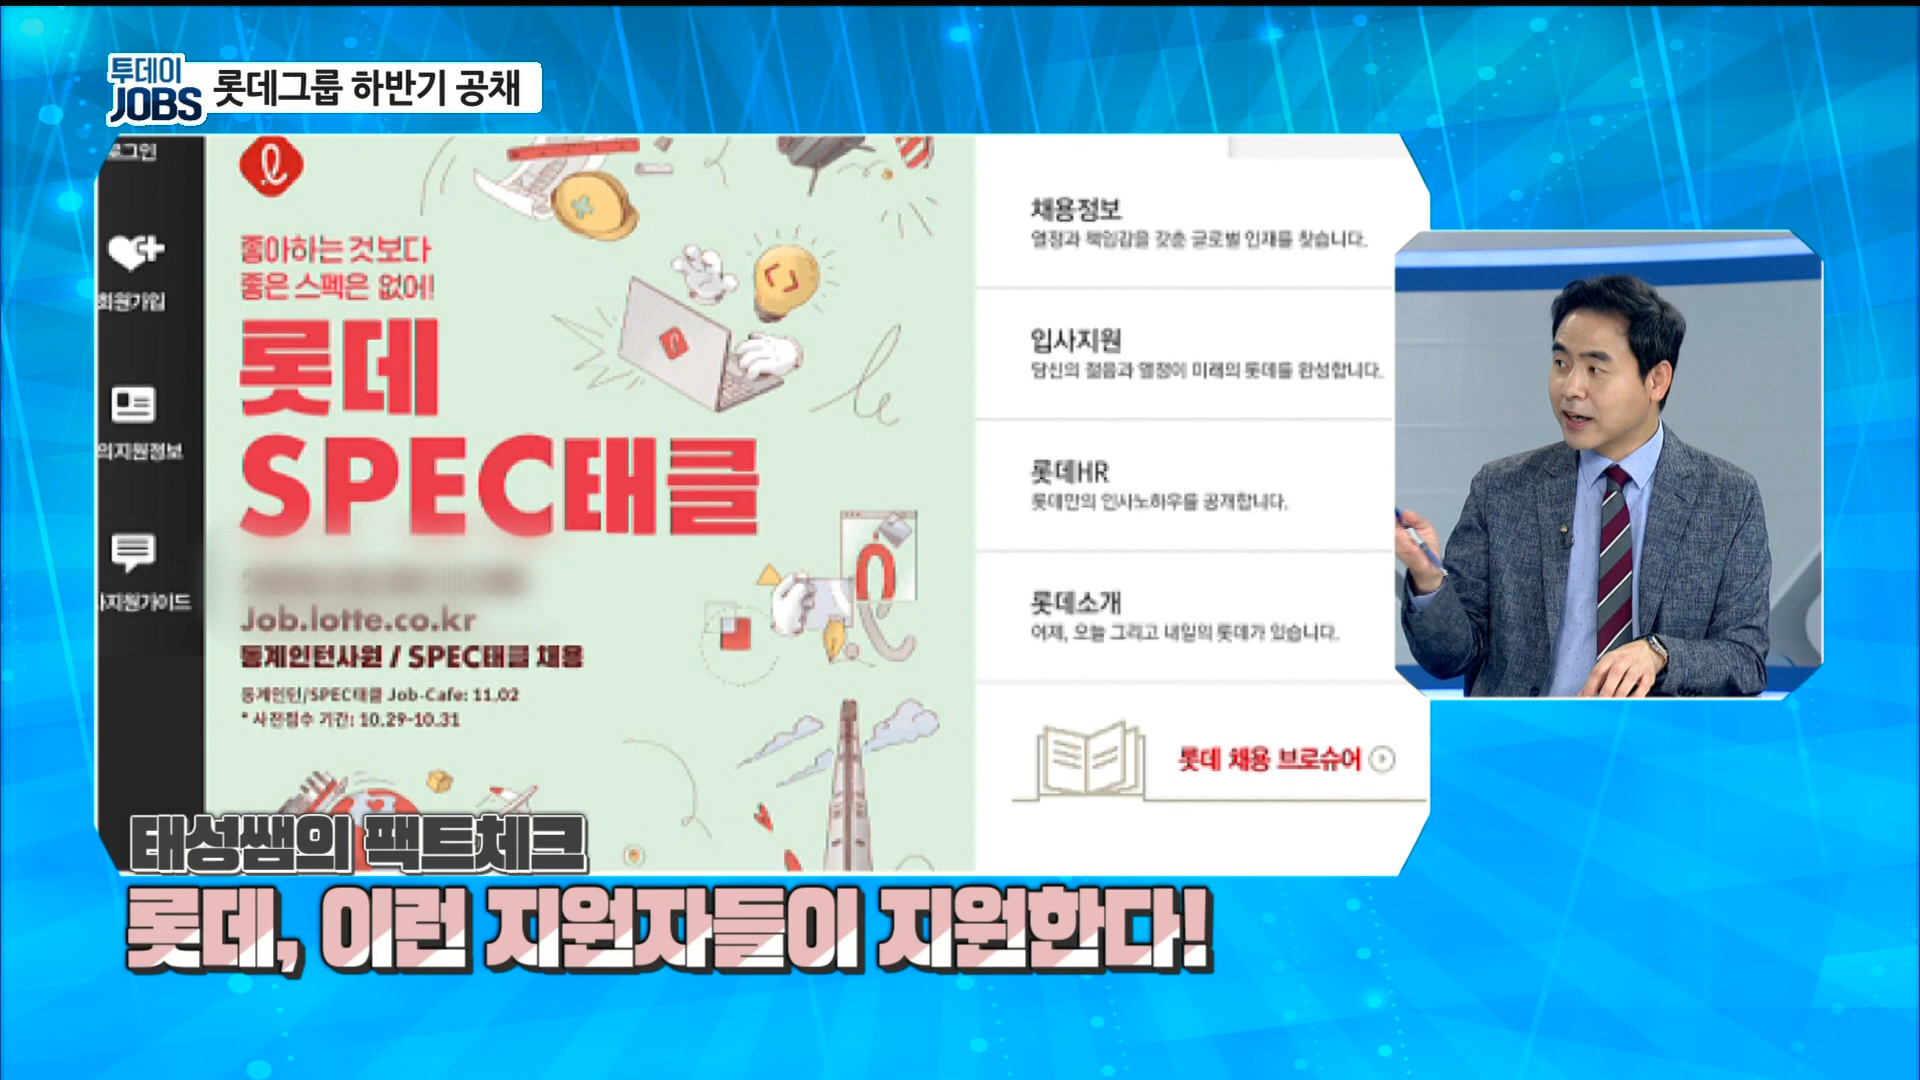 투데이
JOBS
롯데그룹 하반기 공채
로그인
회원가입
의지원정보
지원가이드
좋아하는 것보다
좋은 스펙은 없어!
롯데
SPEC태클
Job.lotte.co.kr
동계인턴사원 / SPEC태클 채용
동계인턴/SPEC태클 Job-Cafe: 11.02
* 사전접수 기간: 10.29-10.31
채용정보
열정과 책임감을 갖춘 글로벌 인재를 찾습니다.
입사지원
당신의 젊음과 열정이 미래의 롯데를 완성합니다.
롯데HR
롯데만의 인사노하우를 공개합니다.
롯데소개
어제, 오늘 그리고 내일의 롯데가 있습니다.
롯데 채용 브로슈어
태성쌤의 팩트체크
롯데, 이런 지원자들이 지원한다!